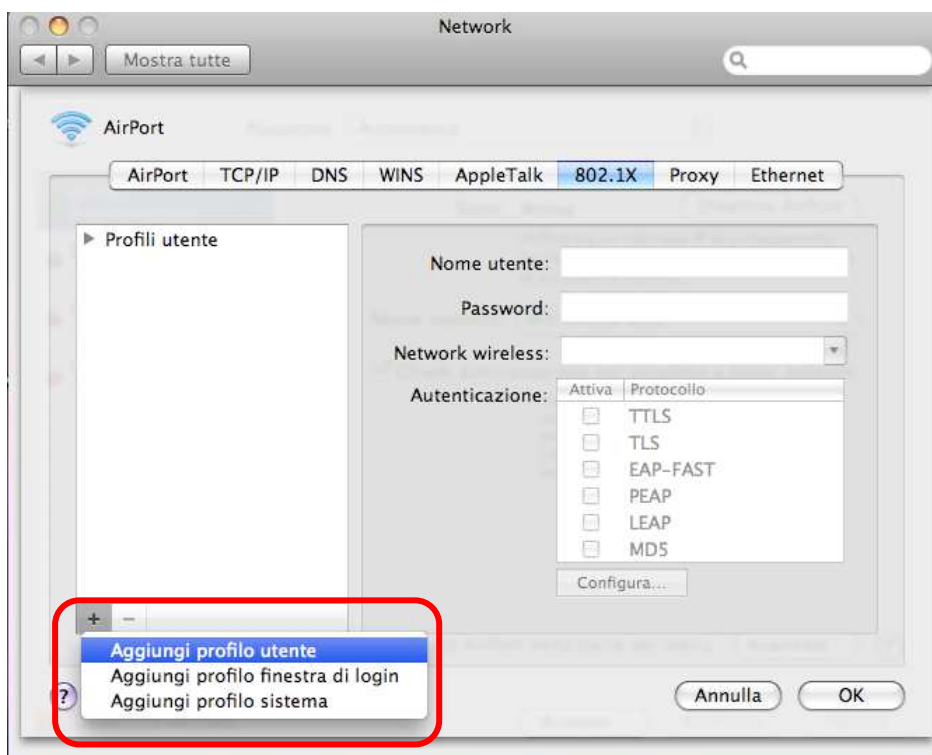 Network
Mostra tutte
AirPort
AirPort TCP/IP DNS WINS AppleTalk 802.1X Proxy Ethernet
Profili utente
Nome utente:
Password:
Network wireless:
Autenticazione:
Attiva Protocollo
TTLS
TLS
EAP-FAST
PEAP
LEAP
MD5
Configura...
+ −
Aggiungi profilo utente
Aggiungi profilo finestra di login
Aggiungi profilo sistema
? Annulla OK